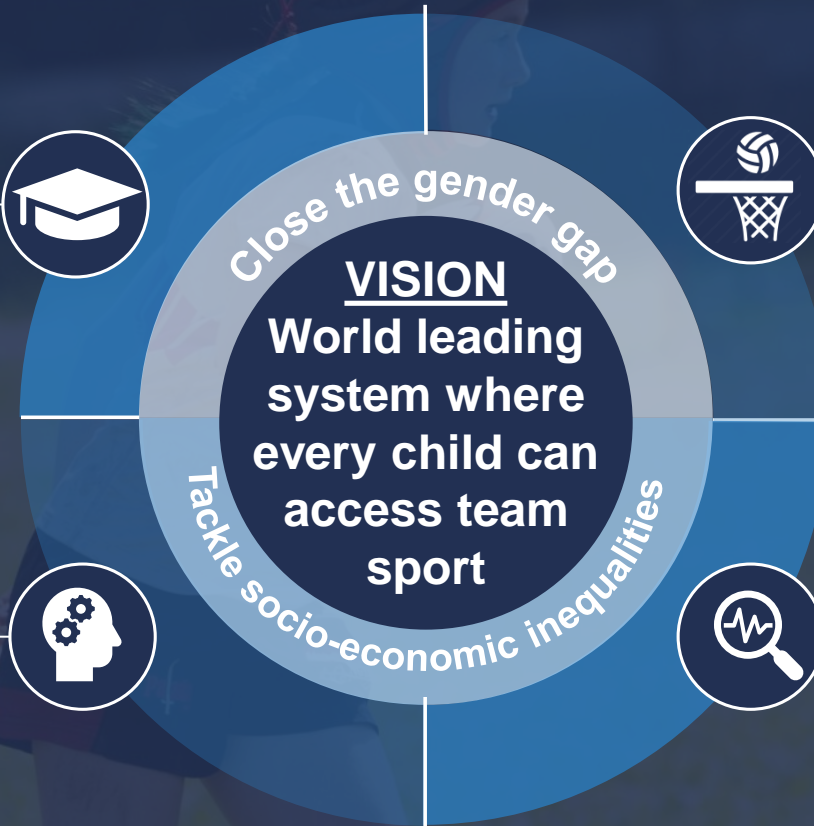 Close the gender gap
VISION
World leading
system where
every child can
access team
sport
Tackle socio-economic inequalities